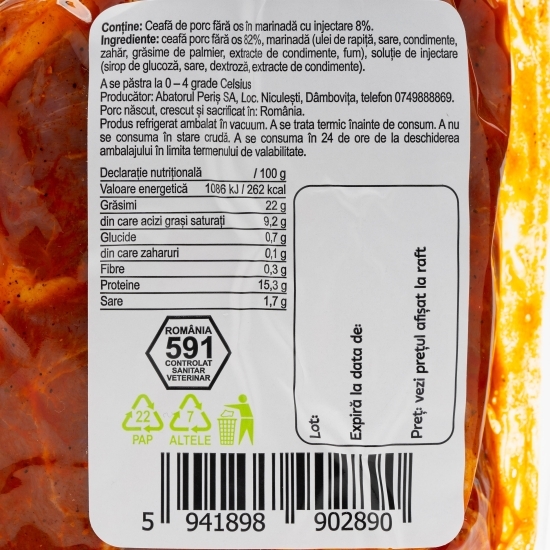 Conține: Ceafă de porc fără os în marinadă cu injectare 8%.
Ingrediente: ceafă porc fără os 82%, marinadă (ulei de rapiță, sare, condimente,
zahăr, grăsime de palmier, extracte de condimente, fum), soluție de injectare
(sirop de glucoză, sare, dextroză, extracte de condimente).
A se păstra la 0 – 4 grade Celsius
Producător: Abatorul Periș SA, Loc. Niculești, Dâmbovița, telefon 0749888869.
Porc născut, crescut și sacrificat în: România.
Produs refrigerat ambalat în vacuum. A se trata termic înainte de consum. A nu
se consuma în stare crudă. A se consuma în 24 de ore de la deschiderea
ambalajului în limita termenului de valabilitate.
Declarație nutrițională / 100 g
Valoare energetică 1086 kJ / 262 kcal
Grăsimi 22 g
din care acizi grași saturați 9,2 g
Glucide 0,7 g
din care zaharuri 0,1 g
Fibre 0,3 g
Proteine 15,3 g
Sare 1,7 g
ROMÂNIA
591
CONTROLAT
SANITAR
VETERINAR
22
PAP
7
ALTELE
Lot:
Expiră la data de:
Preț: vezi prețul afișat la raft
5 941898 902890